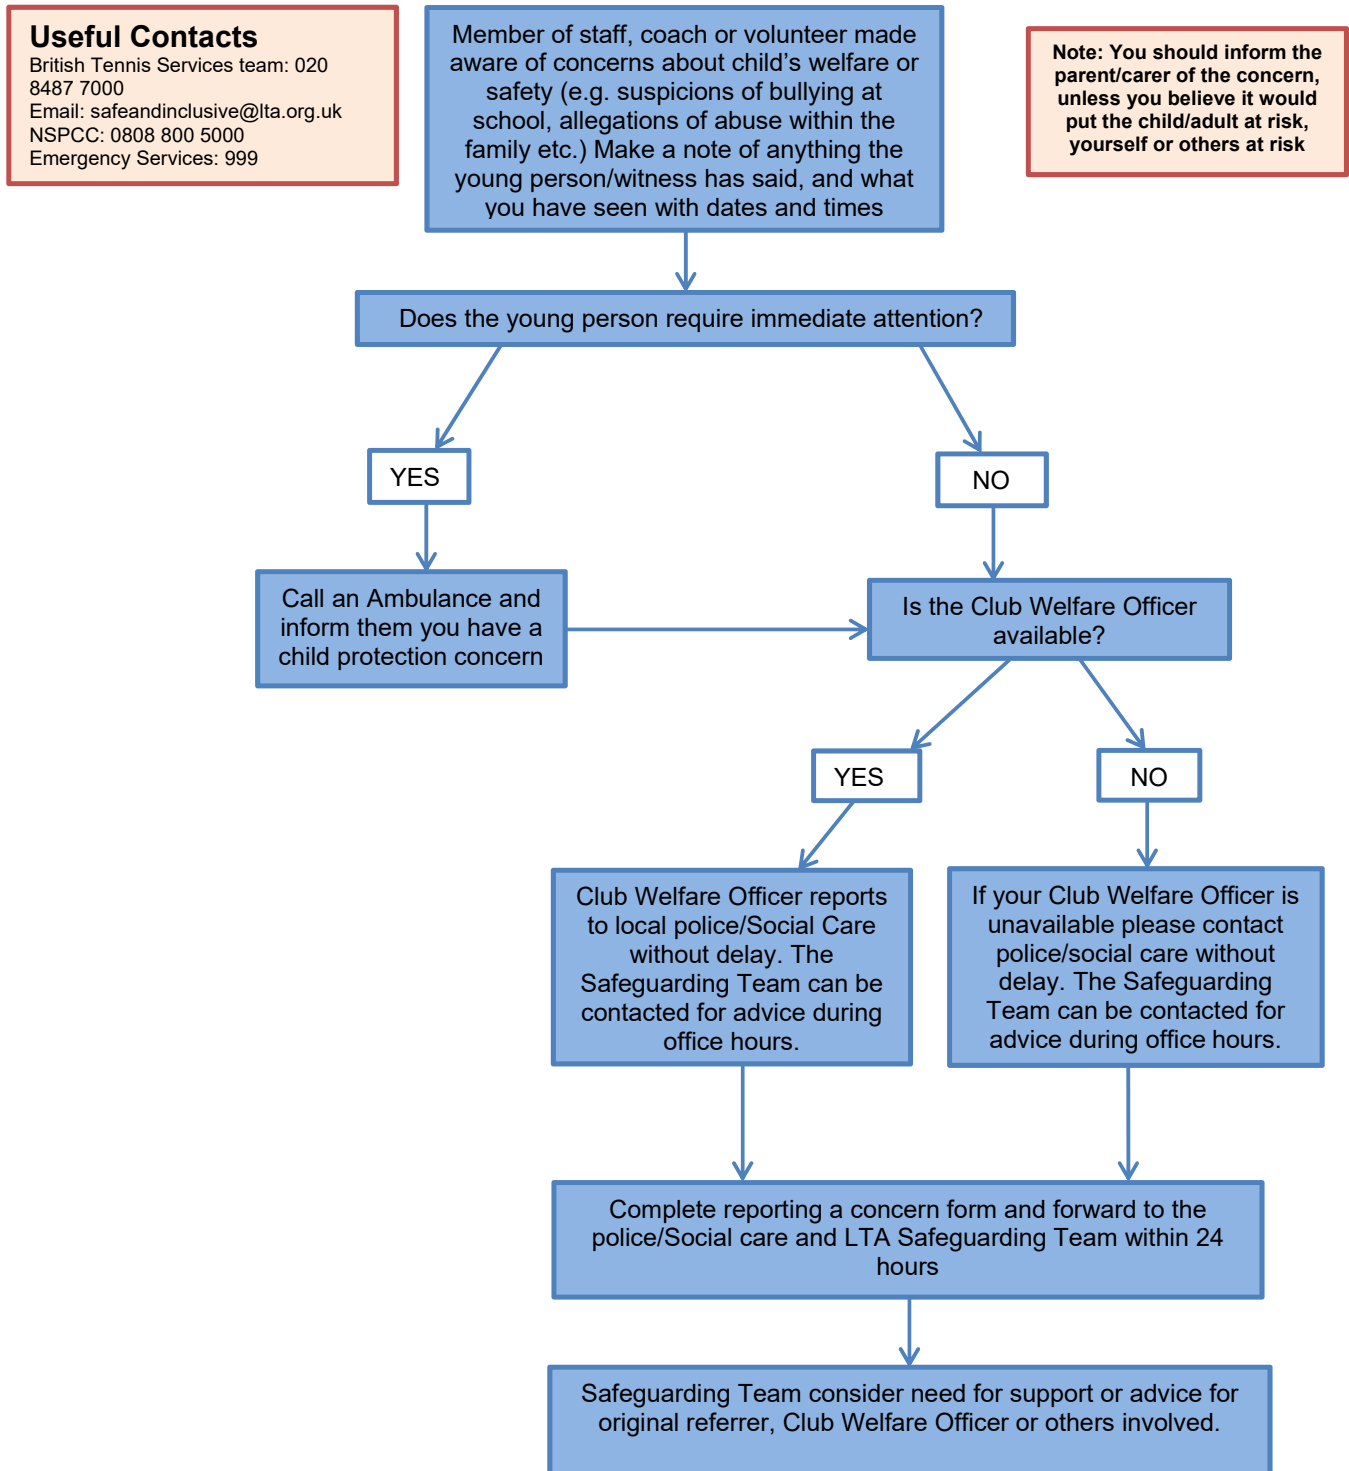 Useful Contacts
British Tennis Services team: 020
8487 7000
Email: safeandinclusive@lta.org.uk
NSPCC: 0808 800 5000
Emergency Services: 999
Member of staff, coach or volunteer made
aware of concerns about child’s welfare or
safety (e.g. suspicions of bullying at
school, allegations of abuse within the
family etc.) Make a note of anything the
young person/witness has said, and what
you have seen with dates and times
Note: You should inform the
parent/carer of the concern,
unless you believe it would
put the child/adult at risk,
yourself or others at risk
Does the young person require immediate attention?
YES
NO
Call an Ambulance and
inform them you have a
child protection concern
Is the Club Welfare Officer
available?
YES
NO
Club Welfare Officer reports
to local police/Social Care
without delay. The
Safeguarding Team can be
contacted for advice during
office hours.
If your Club Welfare Officer is
unavailable please contact
police/social care without
delay. The Safeguarding
Team can be contacted for
advice during office hours.
Complete reporting a concern form and forward to the
police/Social care and LTA Safeguarding Team within 24
hours
Safeguarding Team consider need for support or advice for
original referrer, Club Welfare Officer or others involved.